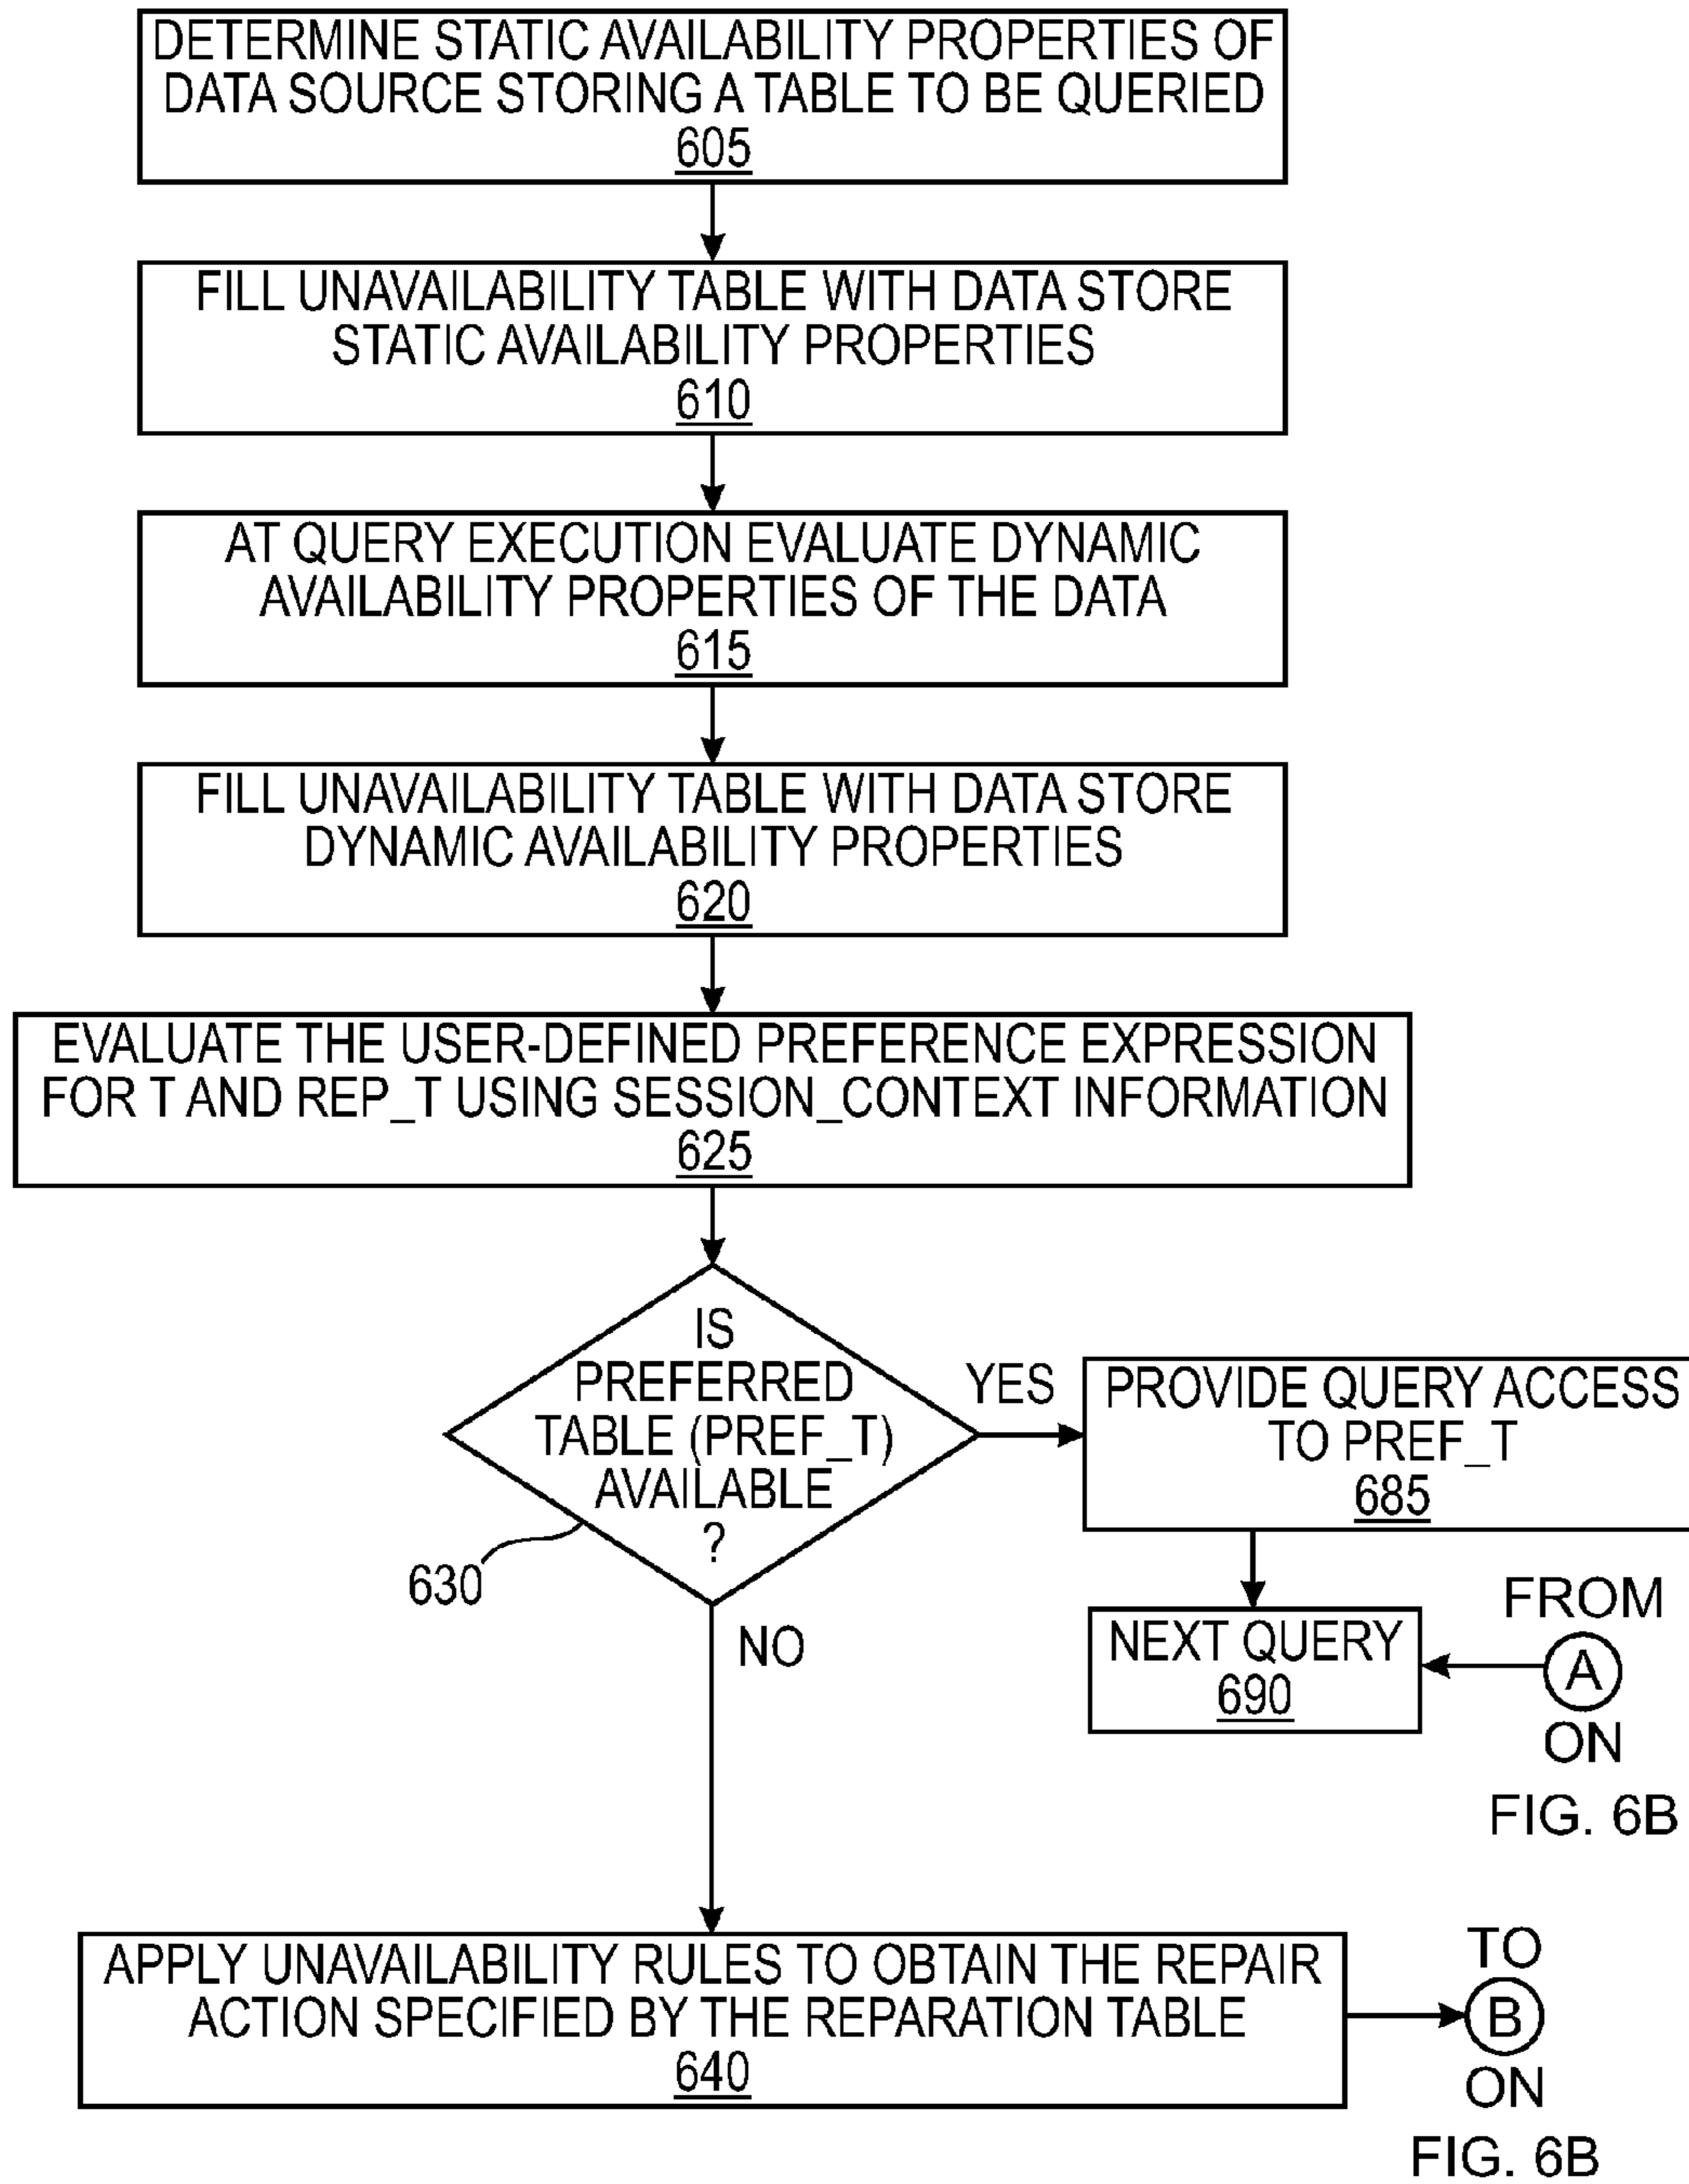 DETERMINE STATIC AVAILABILITY PROPERTIES OF
DATA SOURCE STORING A TABLE TO BE QUERIED
605
FILL UNAVAILABILITY TABLE WITH DATA STORE
STATIC AVAILABILITY PROPERTIES
610
AT QUERY EXECUTION EVALUATE DYNAMIC
AVAILABILITY PROPERTIES OF THE DATA
615
FILL UNAVAILABILITY TABLE WITH DATA STORE
DYNAMIC AVAILABILITY PROPERTIES
620
EVALUATE THE USER-DEFINED PREFERENCE EXPRESSION
FOR T AND REP_T USING SESSION_CONTEXT INFORMATION
625
IS
PREFERRED
TABLE (PREF_T)
AVAILABLE
?
630
YES
PROVIDE QUERY ACCESS
TO PREF_T
685
NEXT QUERY
690
FROM
A
ON
FIG. 6B
NO
APPLY UNAVAILABILITY RULES TO OBTAIN THE REPAIR
ACTION SPECIFIED BY THE REPARATION TABLE
640
TO
B
ON
FIG. 6B